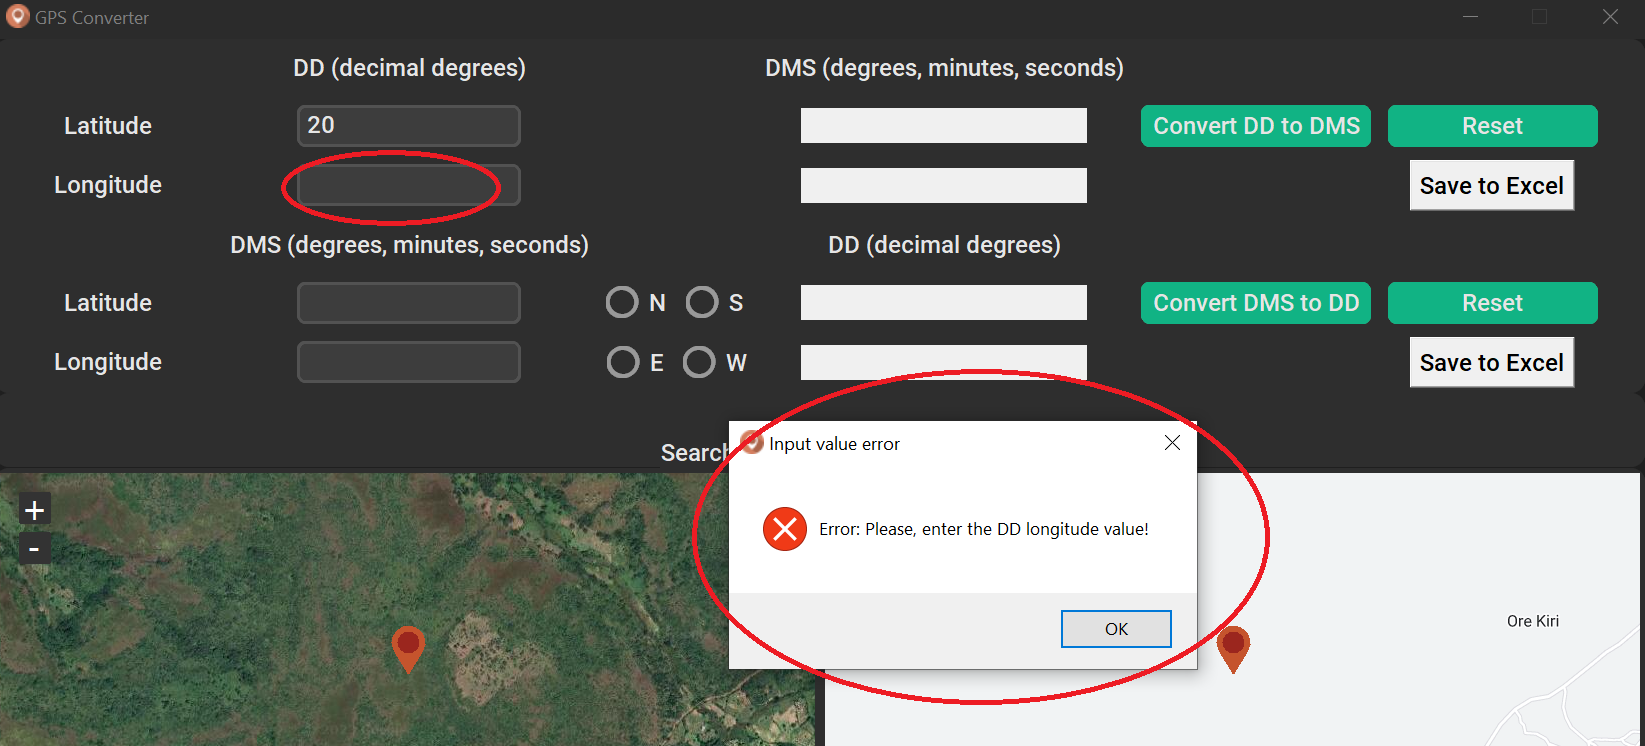 GPS Converter
DD (decimal degrees)
DMS (degrees, minutes, seconds)
Latitude
20
Convert DD to DMS
Reset
Longitude
Save to Excel
DMS (degrees, minutes, seconds)
DD (decimal degrees)
Latitude
N
S
Convert DMS to DD
Reset
Longitude
E
W
Save to Excel
Search
Input value error
Error: Please, enter the DD longitude value!
OK
+
-
Ore Kiri